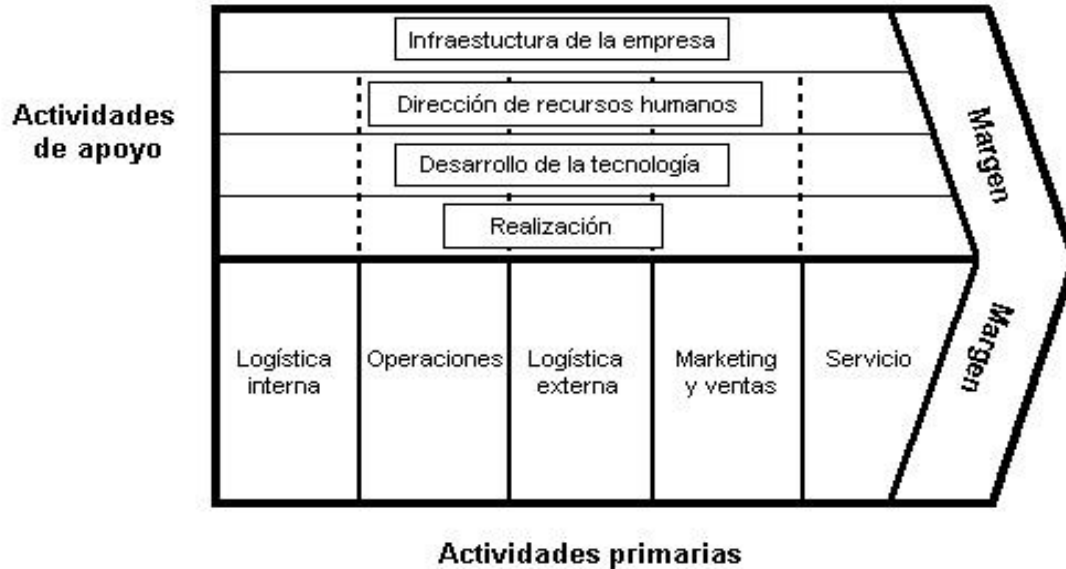 Infraestuctura de la empresa
Dirección de recursos humanos
Actividades
de apoyo
Desarrollo de la tecnología
Realización
Margen
Margen
Logística
interna
Operaciones
Logística
externa
Marketing
y ventas
Servicio
Actividades primarias